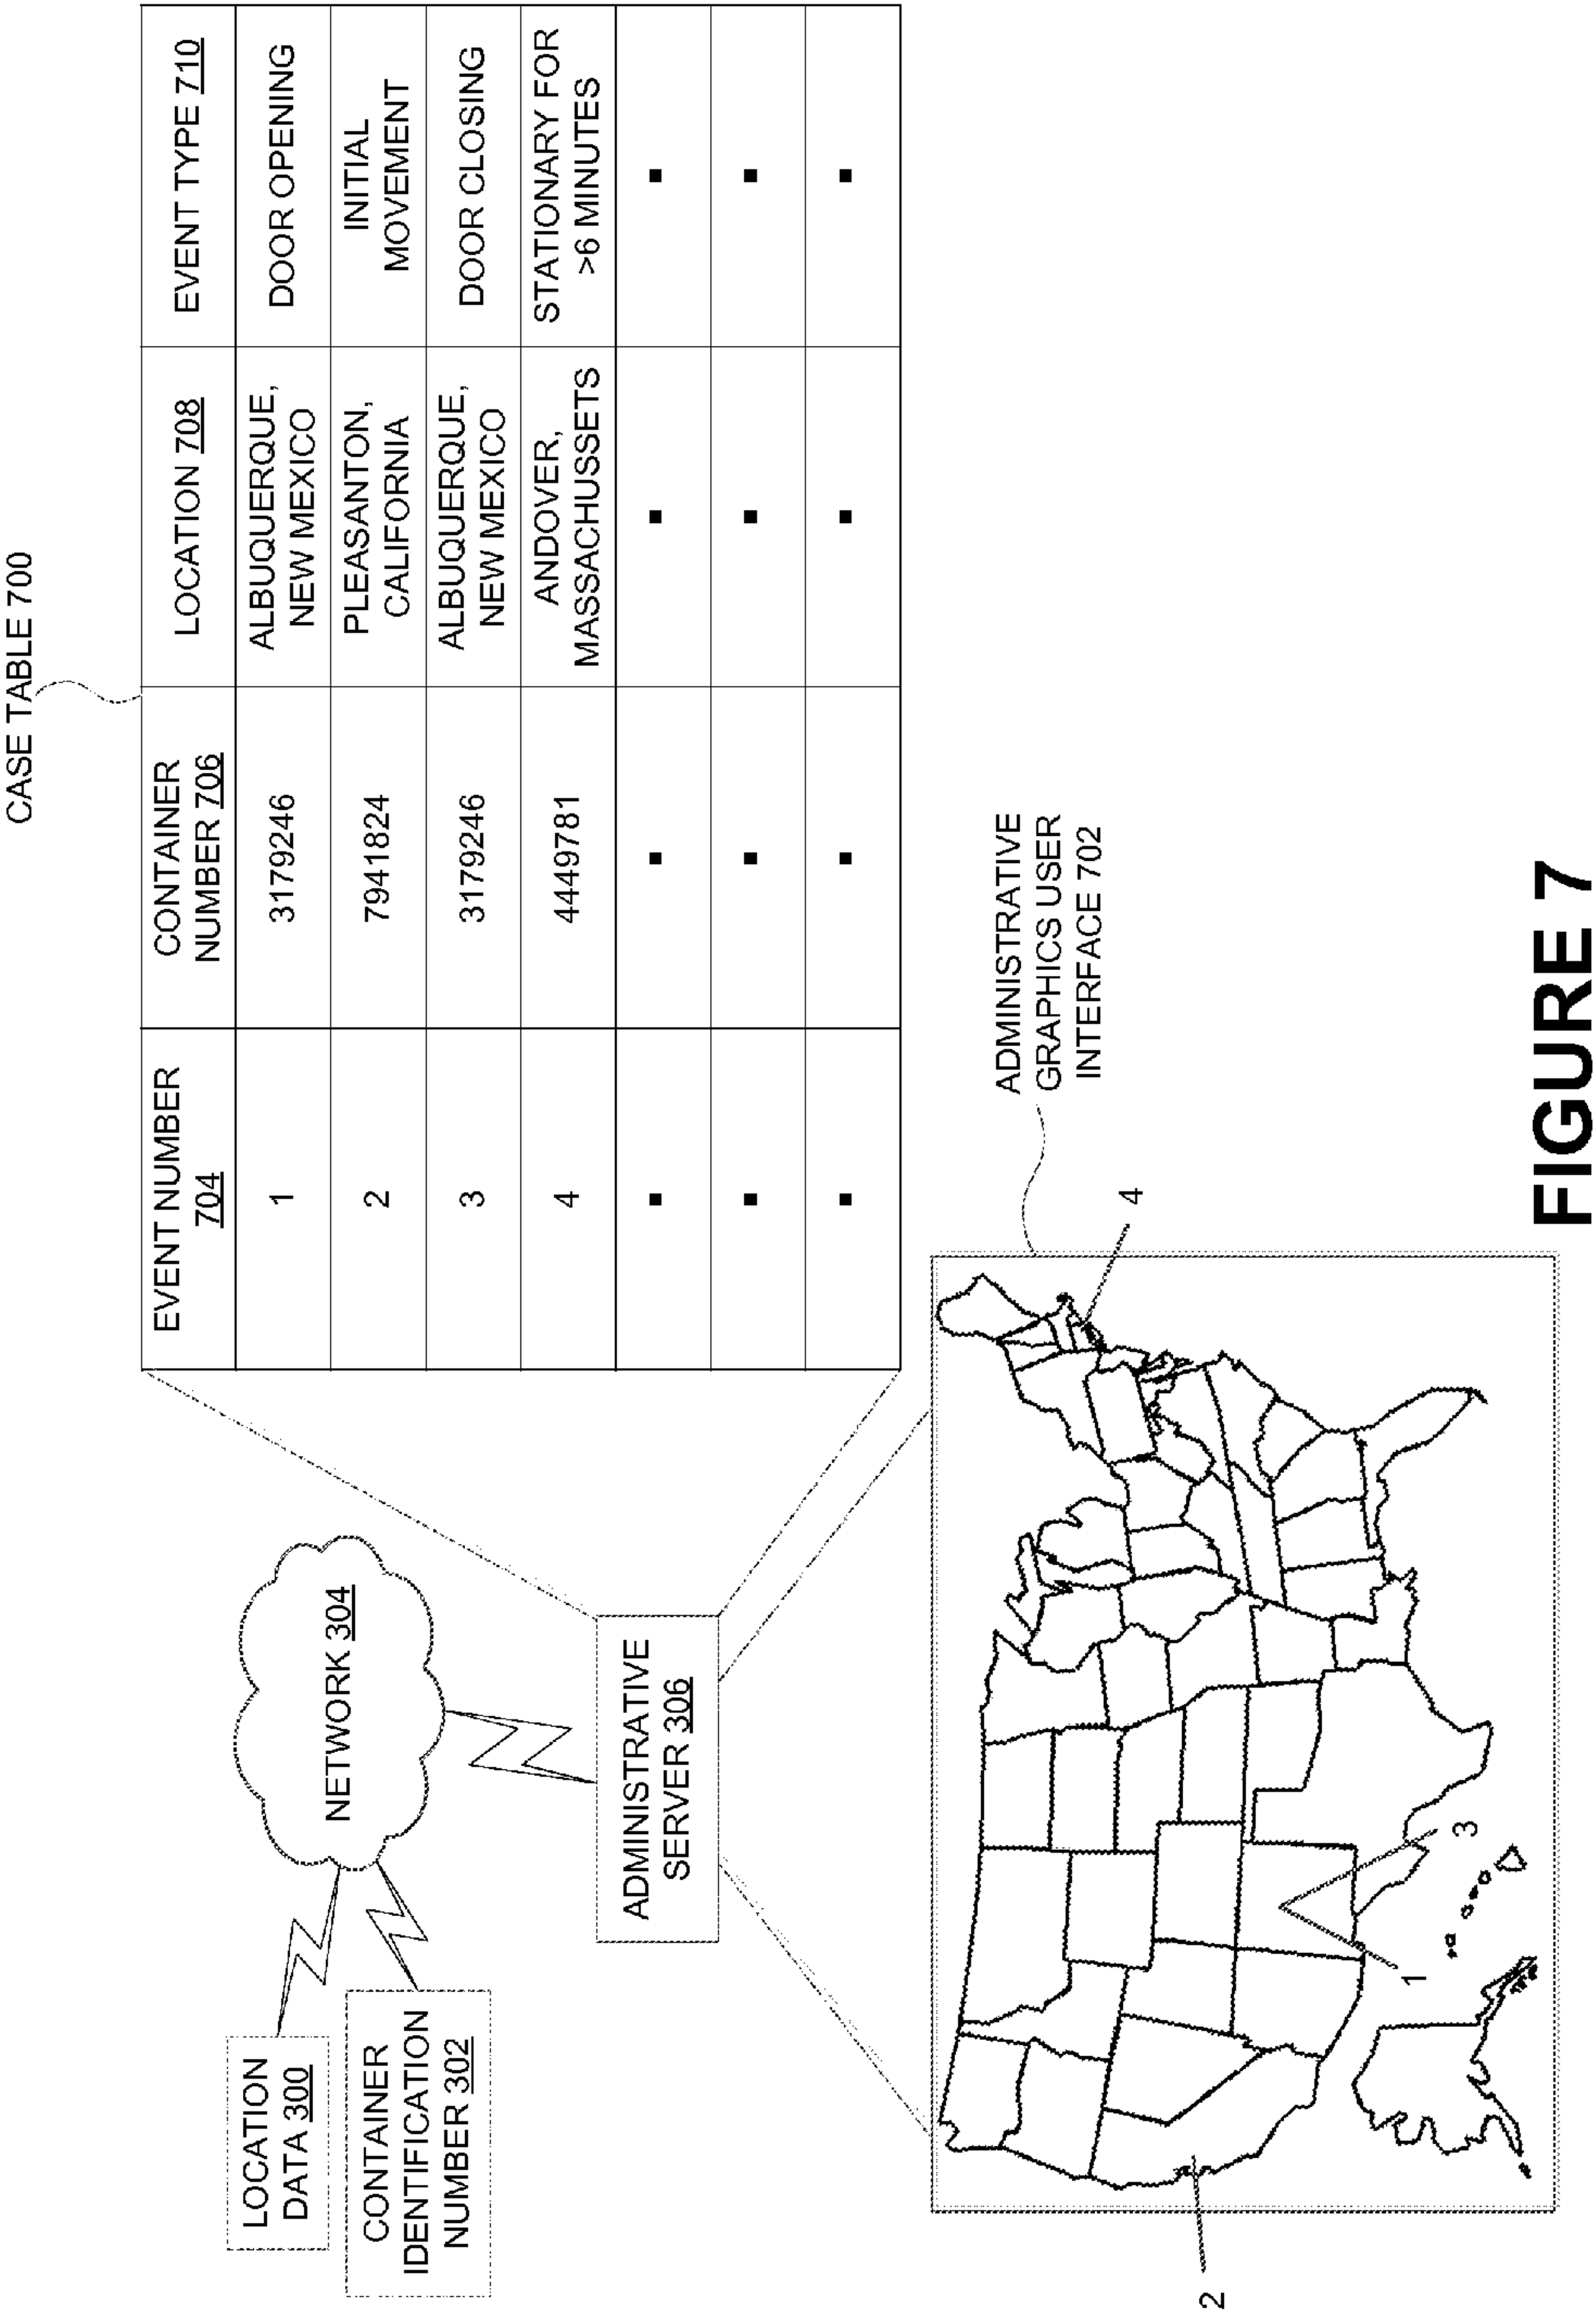 CASE TABLE 700
EVENT NUMBER
704
CONTAINER
NUMBER 706
LOCATION 708
EVENT TYPE 710
1
3179246
ALBUQUERQUE,
NEW MEXICO
DOOR OPENING
2
7941824
PLEASANTON,
CALIFORNIA
INITIAL
MOVEMENT
3
3179246
ALBUQUERQUE,
NEW MEXICO
DOOR CLOSING
4
4449781
ANDOVER,
MASSACHUSSETS
STATIONARY FOR
>6 MINUTES
LOCATION
DATA 300
CONTAINER
IDENTIFICATION
NUMBER 302
NETWORK 304
ADMINISTRATIVE
SERVER 306
ADMINISTRATIVE
GRAPHICS USER
INTERFACE 702
4
2
1
3
FIGURE 7